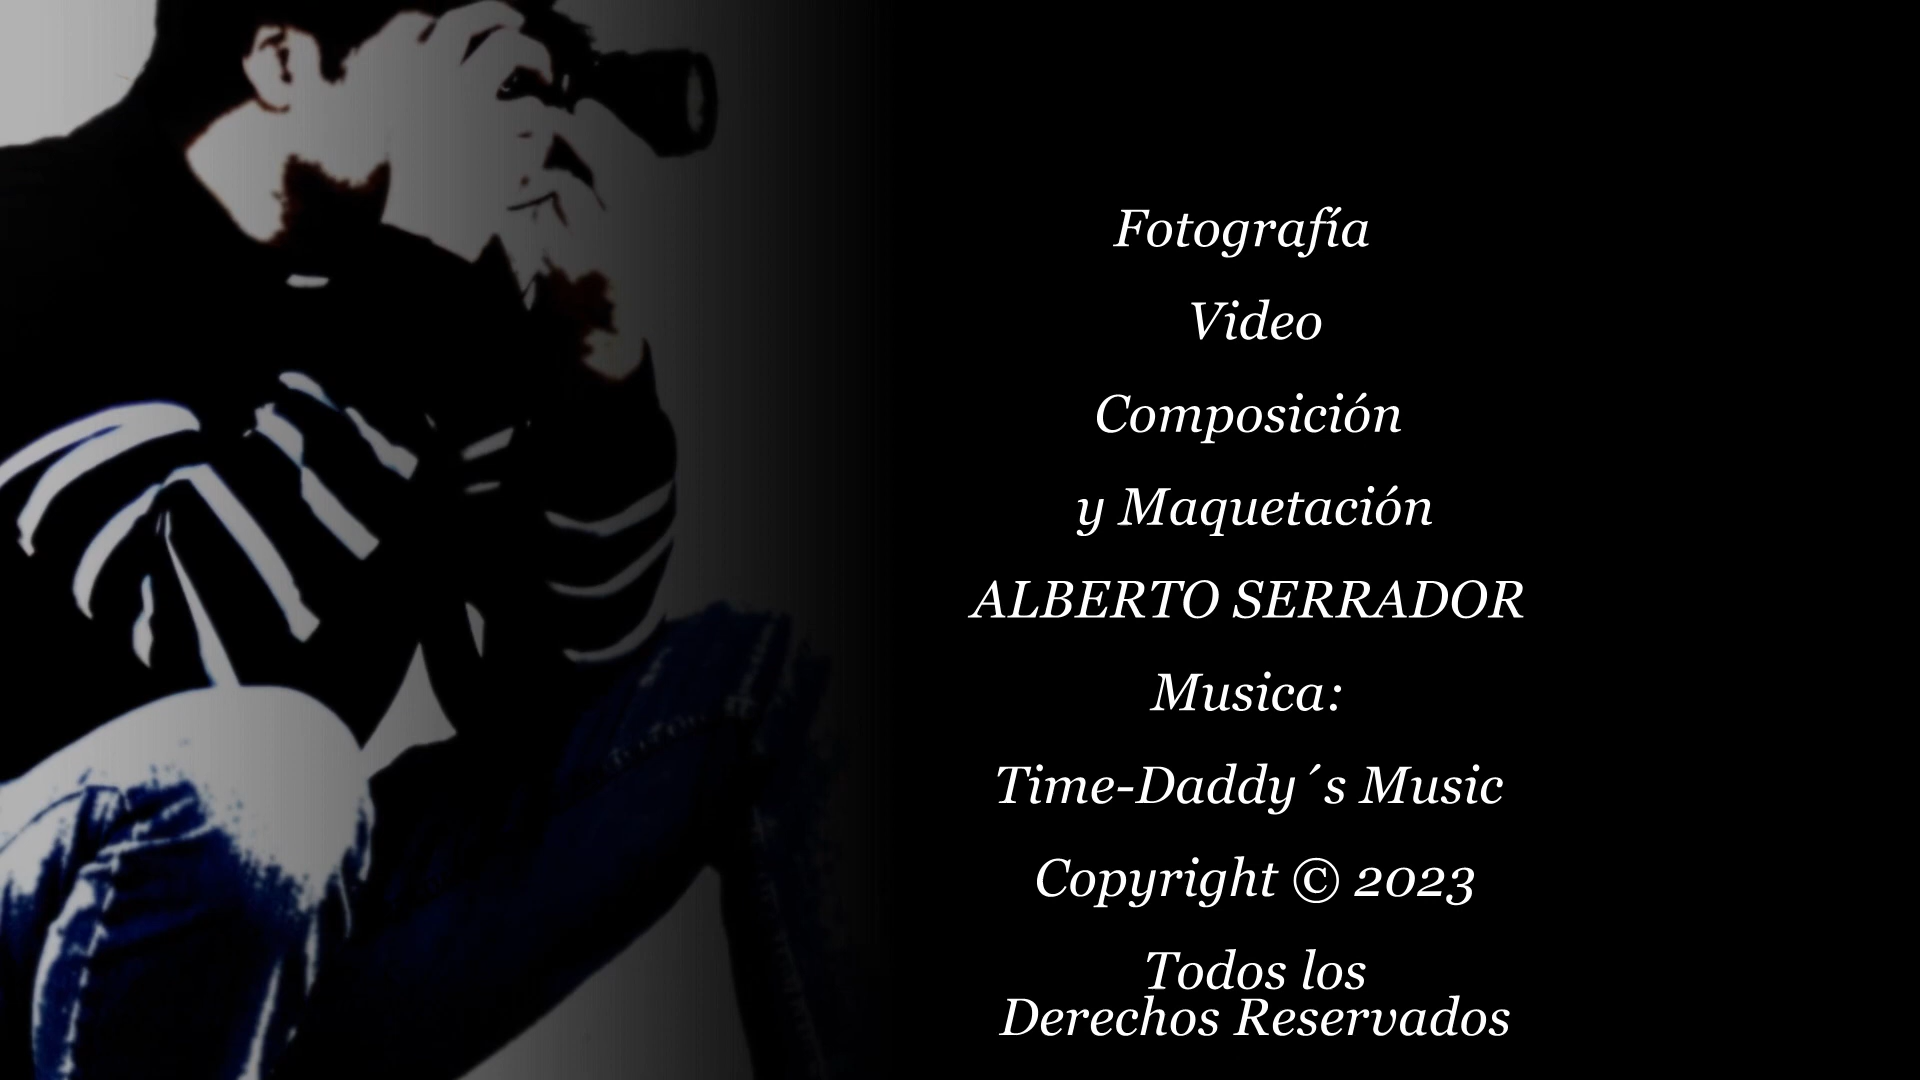 Fotografía
Video
Composición
y Maquetación
ALBERTO SERRADOR
Musica:
Time-Daddy´s Music
Copyright © 2023
Todos los
Derechos Reservados